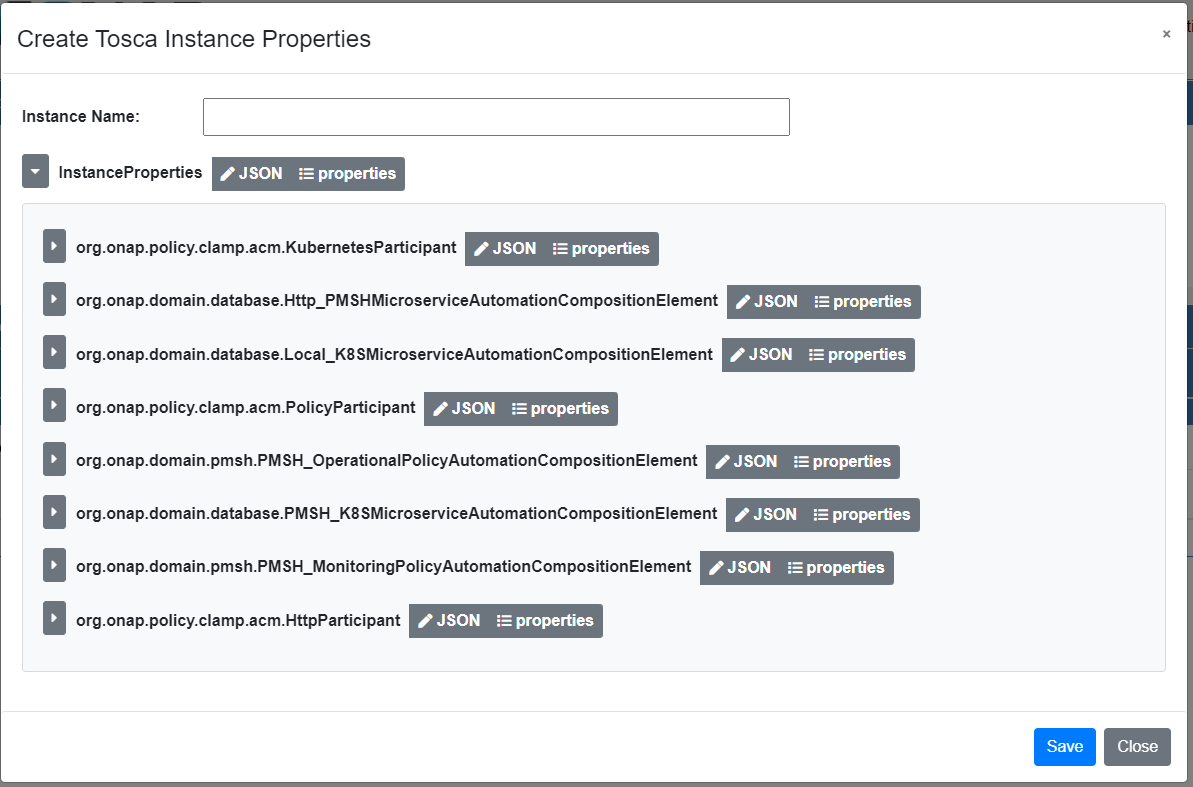 Create Tosca Instance Properties ×
Instance Name:
InstanceProperties JSON properties
org.onap.policy.clamp.acm.KubernetesParticipant JSON properties
org.onap.domain.database.Http_PMSHMicroserviceAutomationCompositionElement JSON properties
org.onap.domain.database.Local_K8SMicroserviceAutomationCompositionElement JSON properties
org.onap.policy.clamp.acm.PolicyParticipant JSON properties
org.onap.domain.pmsh.PMSH_OperationalPolicyAutomationCompositionElement JSON properties
org.onap.domain.database.PMSH_K8SMicroserviceAutomationCompositionElement JSON properties
org.onap.domain.pmsh.PMSH_MonitoringPolicyAutomationCompositionElement JSON properties
org.onap.policy.clamp.acm.HttpParticipant JSON properties
Save Close